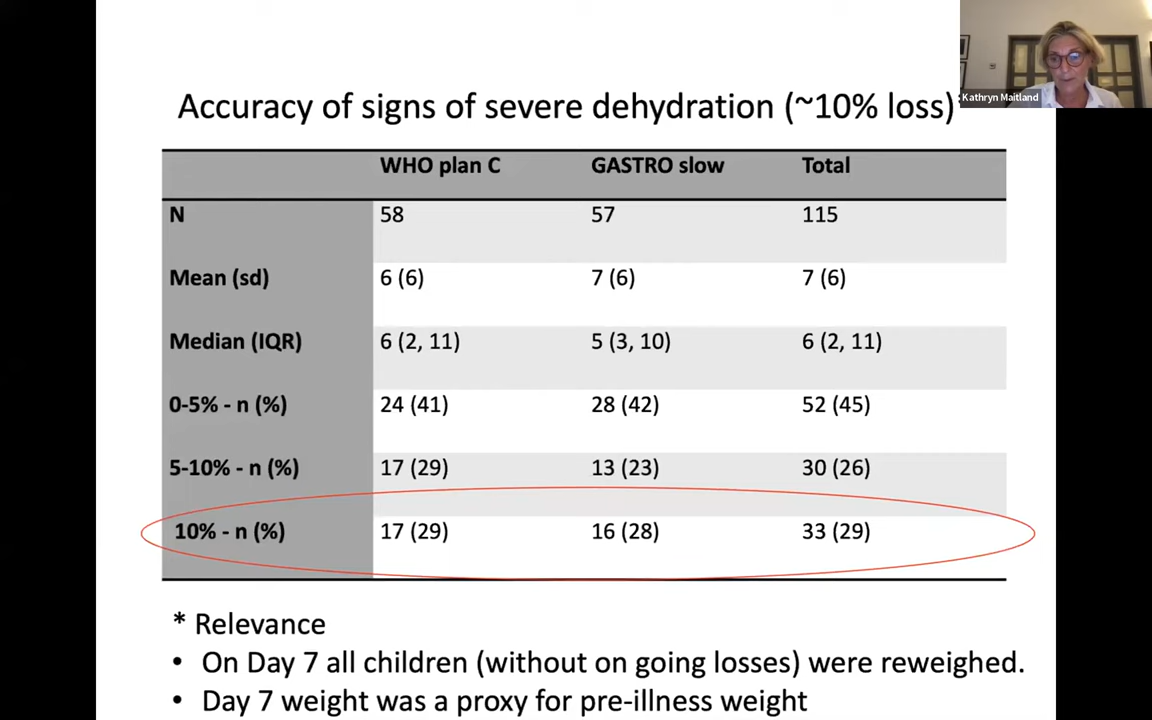 Kathryn Maitland
Accuracy of signs of severe dehydration (~10% loss)
WHO plan C GASTRO slow Total
N 58 57 115
Mean (sd) 6 (6) 7 (6) 7 (6)
Median (IQR) 6 (2, 11) 5 (3, 10) 6 (2, 11)
0-5% - n (%) 24 (41) 28 (42) 52 (45)
5-10% - n (%) 17 (29) 13 (23) 30 (26)
10% - n (%) 17 (29) 16 (28) 33 (29)
* Relevance
• On Day 7 all children (without on going losses) were reweighed.
• Day 7 weight was a proxy for pre-illness weight